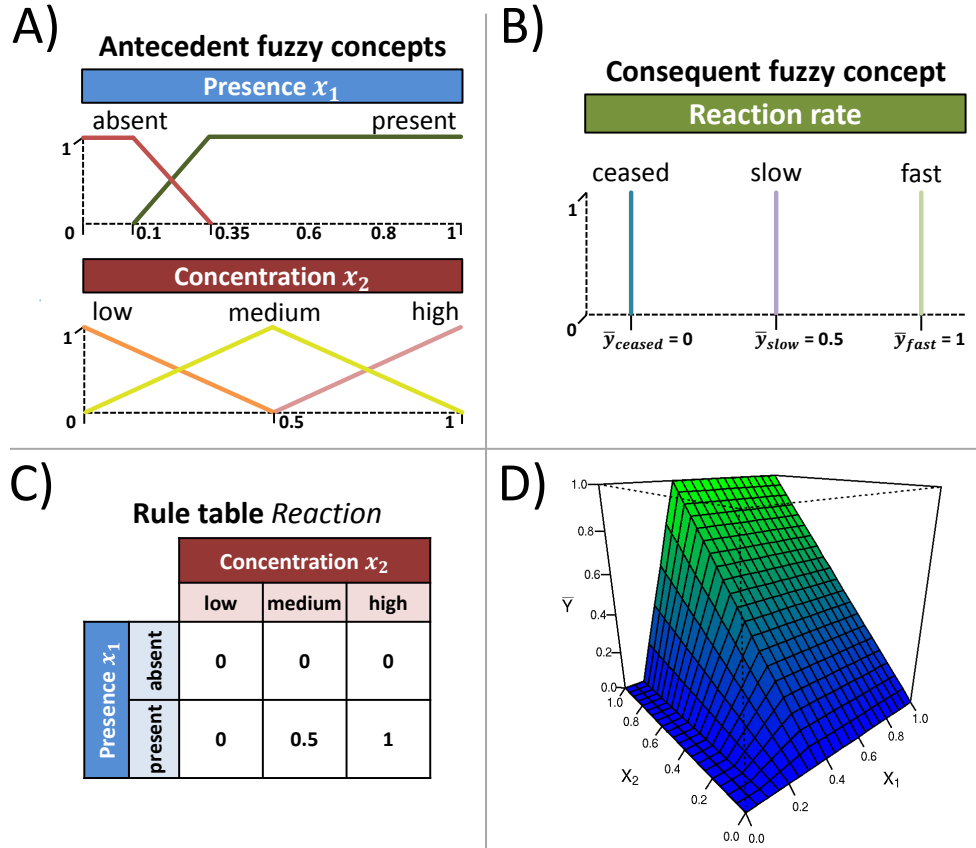 A)
Antecedent fuzzy concepts
Presence x₁
absent present
1
0 0.1 0.35 0.6 0.8 1
Concentration x₂
low medium high
1
0 0.5 1
B)
Consequent fuzzy concept
Reaction rate
ceased slow fast
1
0
y̅ceased = 0 y̅slow = 0.5 y̅fast = 1
C)
Rule table Reaction
Concentration x₂
low medium high
Presence x₁
absent 0 0 0
present 0 0.5 1
D)
1.0
0.8
0.6
Y̅
0.4
0.2
0.0
1.0
0.8
0.6
0.4
0.2
0.0
X₂
0.0
0.2
0.4
0.6
0.8
1.0
X₁